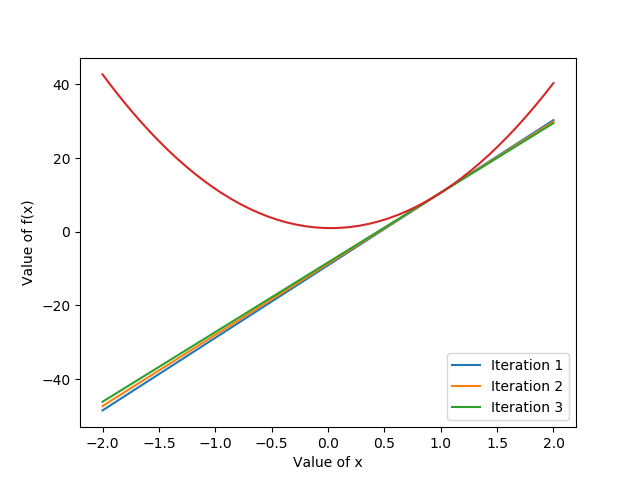 40
20
0
−20
−40
Value of f(x)
−2.0 −1.5 −1.0 −0.5 0.0 0.5 1.0 1.5 2.0
Value of x
Iteration 1
Iteration 2
Iteration 3